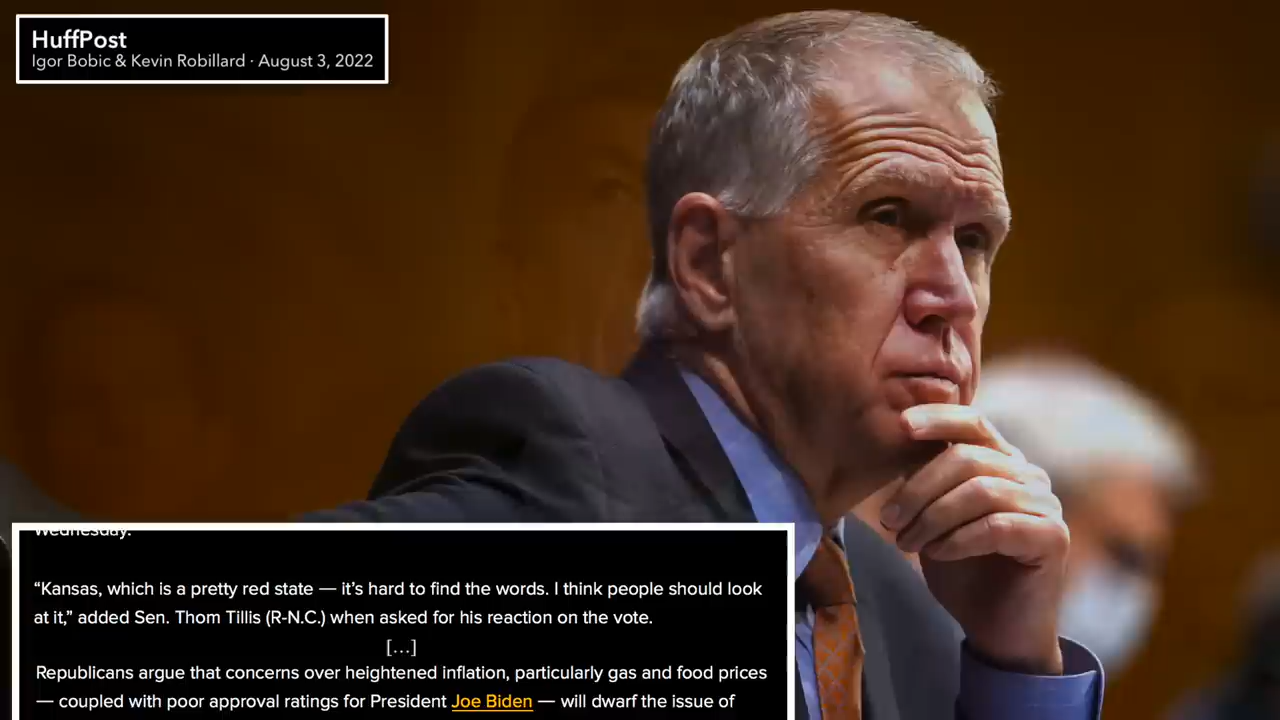 HuffPost
Igor Bobic & Kevin Robillard · August 3, 2022
Wednesday.
“Kansas, which is a pretty red state — it’s hard to find the words. I think people should look
at it,” added Sen. Thom Tillis (R-N.C.) when asked for his reaction on the vote.
[…]
Republicans argue that concerns over heightened inflation, particularly gas and food prices
— coupled with poor approval ratings for President Joe Biden — will dwarf the issue of